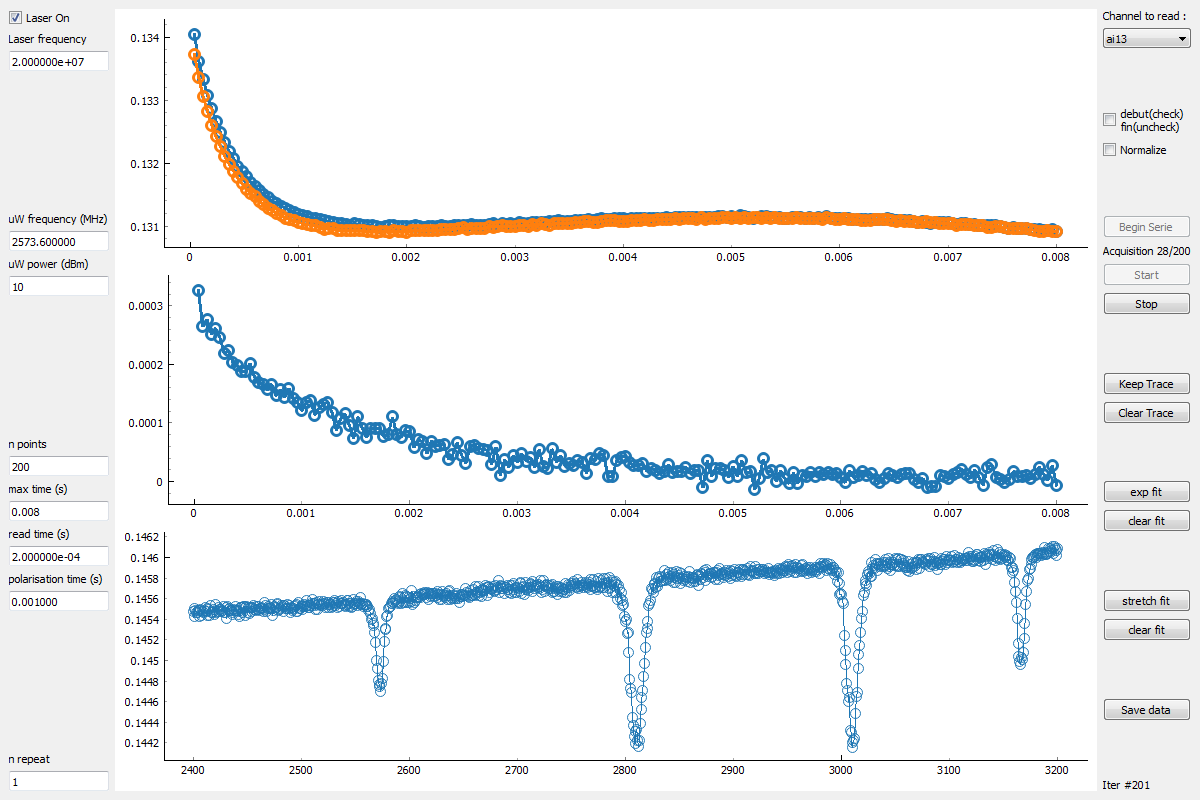 Laser On
Laser frequency
2.000000e+07
uW frequency (MHz)
2573.600000
uW power (dBm)
10
n points
200
max time (s)
0.008
read time (s)
2.000000e-04
polarisation time (s)
0.001000
n repeat
1
0.134
0.133
0.132
0.131
0 0.001 0.002 0.003 0.004 0.005 0.006 0.007 0.008
0.0003
0.0002
0.0001
0
0 0.001 0.002 0.003 0.004 0.005 0.006 0.007 0.008
0.1462
0.146
0.1458
0.1456
0.1454
0.1452
0.145
0.1448
0.1446
0.1444
0.1442
2400 2500 2600 2700 2800 2900 3000 3100 3200
Channel to read :
ai13
debut(check)
fin(uncheck)
Normalize
Begin Serie
Acquisition 28/200
Start
Stop
Keep Trace
Clear Trace
exp fit
clear fit
stretch fit
clear fit
Save data
Iter #201